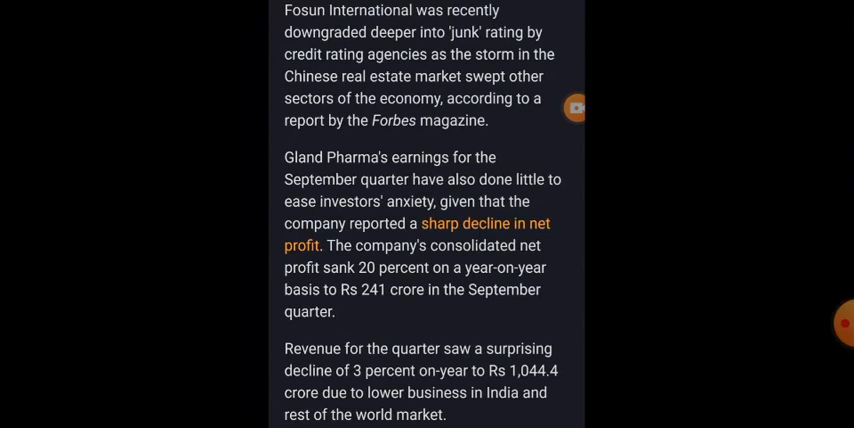 Fosun International was recently
downgraded deeper into 'junk' rating by
credit rating agencies as the storm in the
Chinese real estate market swept other
sectors of the economy, according to a
report by the Forbes magazine.
Gland Pharma's earnings for the
September quarter have also done little to
ease investors' anxiety, given that the
company reported a sharp decline in net
profit. The company's consolidated net
profit sank 20 percent on a year-on-year
basis to Rs 241 crore in the September
quarter.
Revenue for the quarter saw a surprising
decline of 3 percent on-year to Rs 1,044.4
crore due to lower business in India and
rest of the world market.